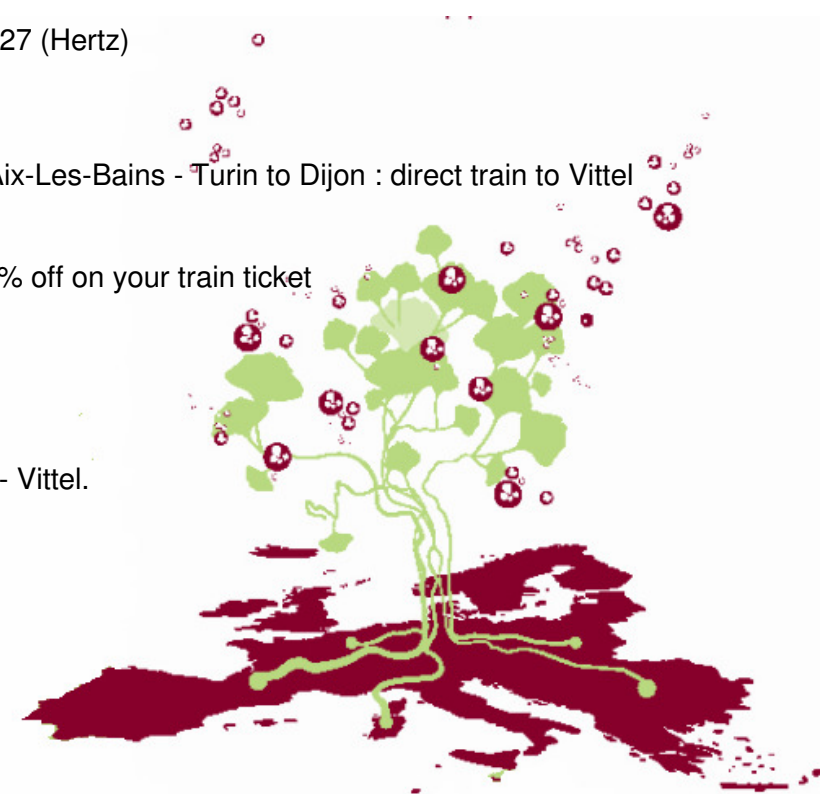 27 (Hertz)
Aix-Les-Bains - Turin to Dijon : direct train to Vittel
% off on your train ticket
- Vittel.